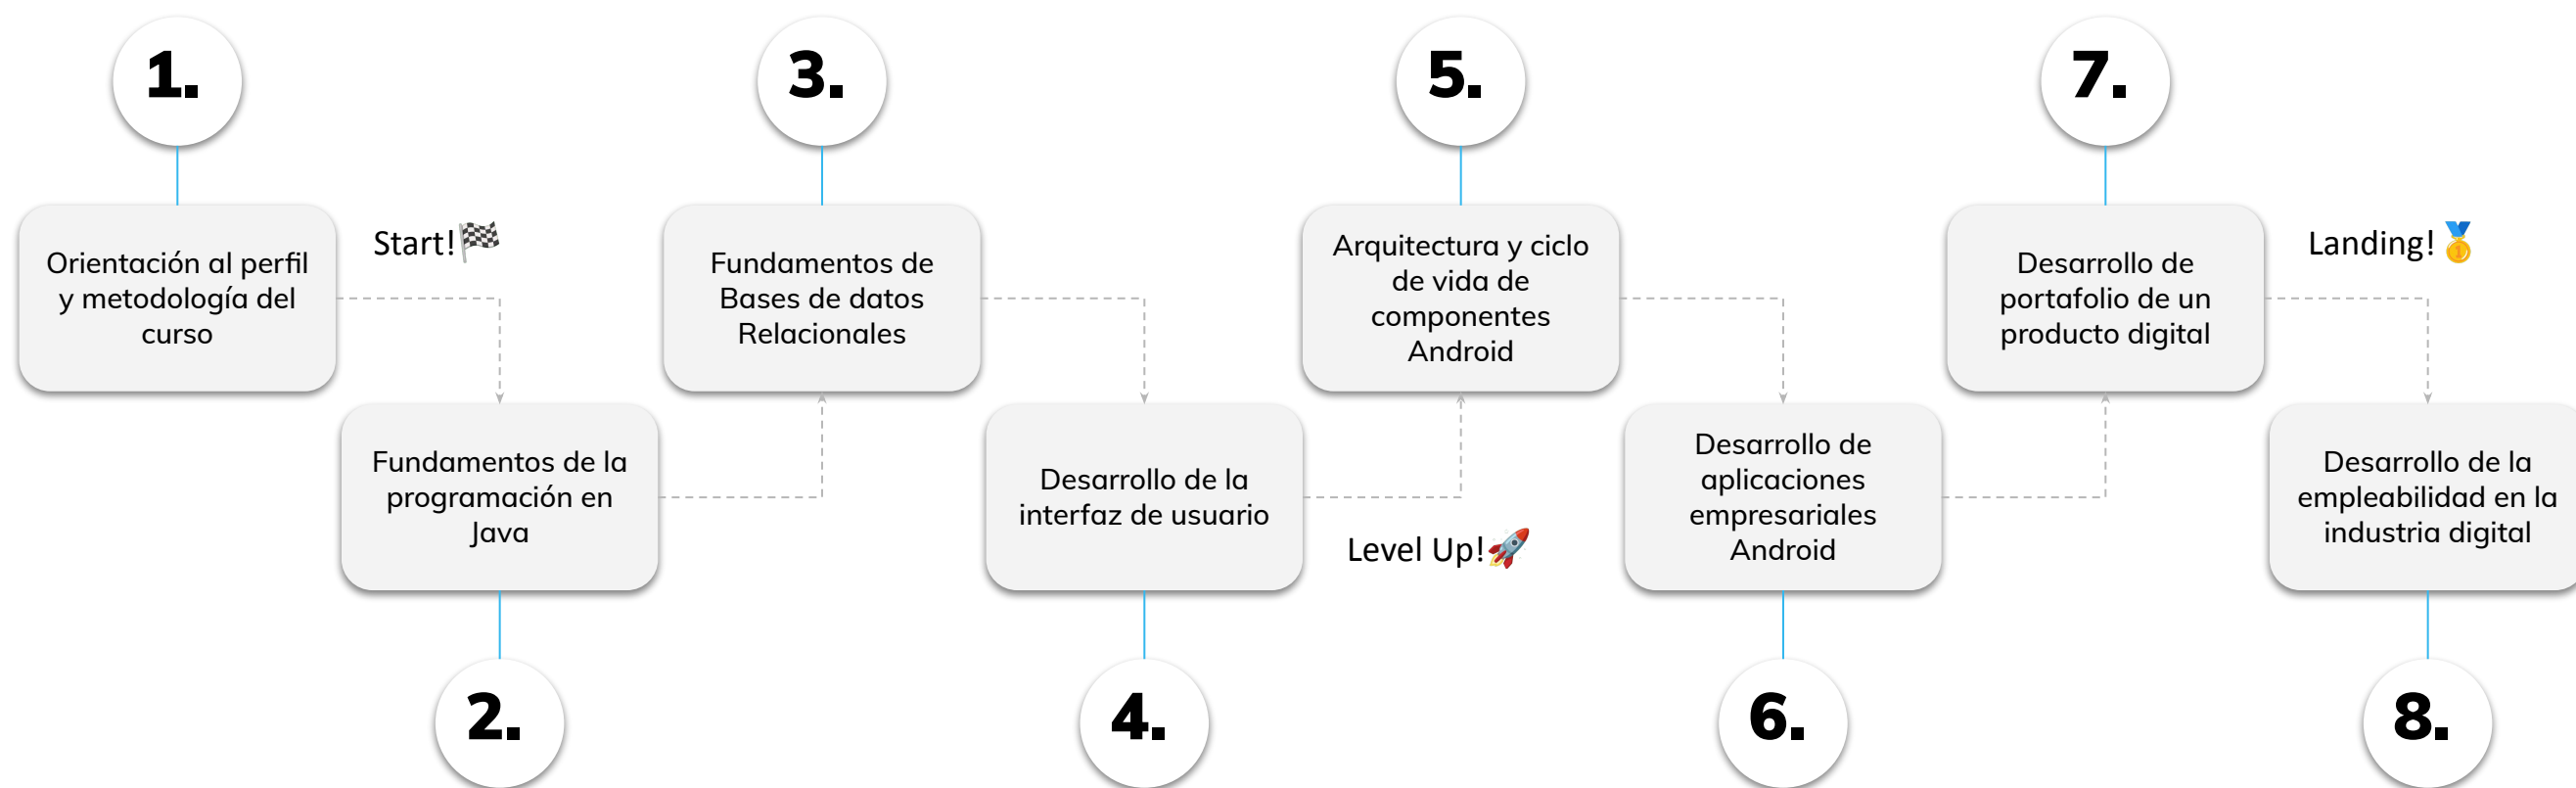 1.
Orientación al perfil
y metodología del
curso
Start!🏁
2.
Fundamentos de la
programación en
Java
3.
Fundamentos de
Bases de datos
Relacionales
4.
Desarrollo de la
interfaz de usuario
Level Up!🚀
5.
Arquitectura y ciclo
de vida de
componentes
Android
6.
Desarrollo de
aplicaciones
empresariales
Android
7.
Desarrollo de
portafolio de un
producto digital
Landing!🥇
8.
Desarrollo de la
empleabilidad en la
industria digital